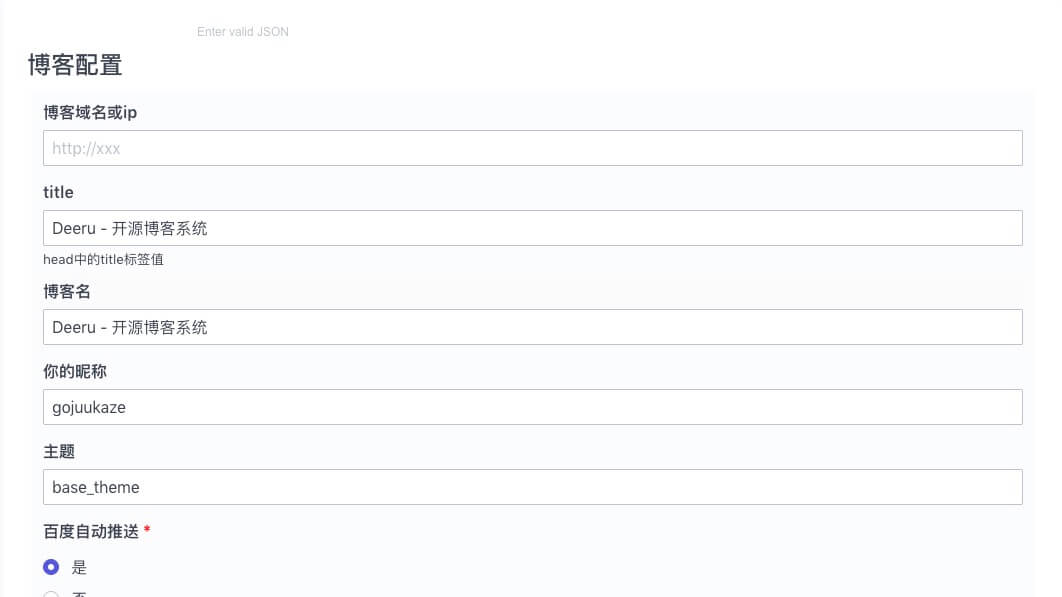 Enter valid JSON
博客配置
博客域名或ip
http://xxx
title
Deeru - 开源博客系统
head中的title标签值
博客名
Deeru - 开源博客系统
你的昵称
gojuukaze
主题
base_theme
百度自动推送 *
是